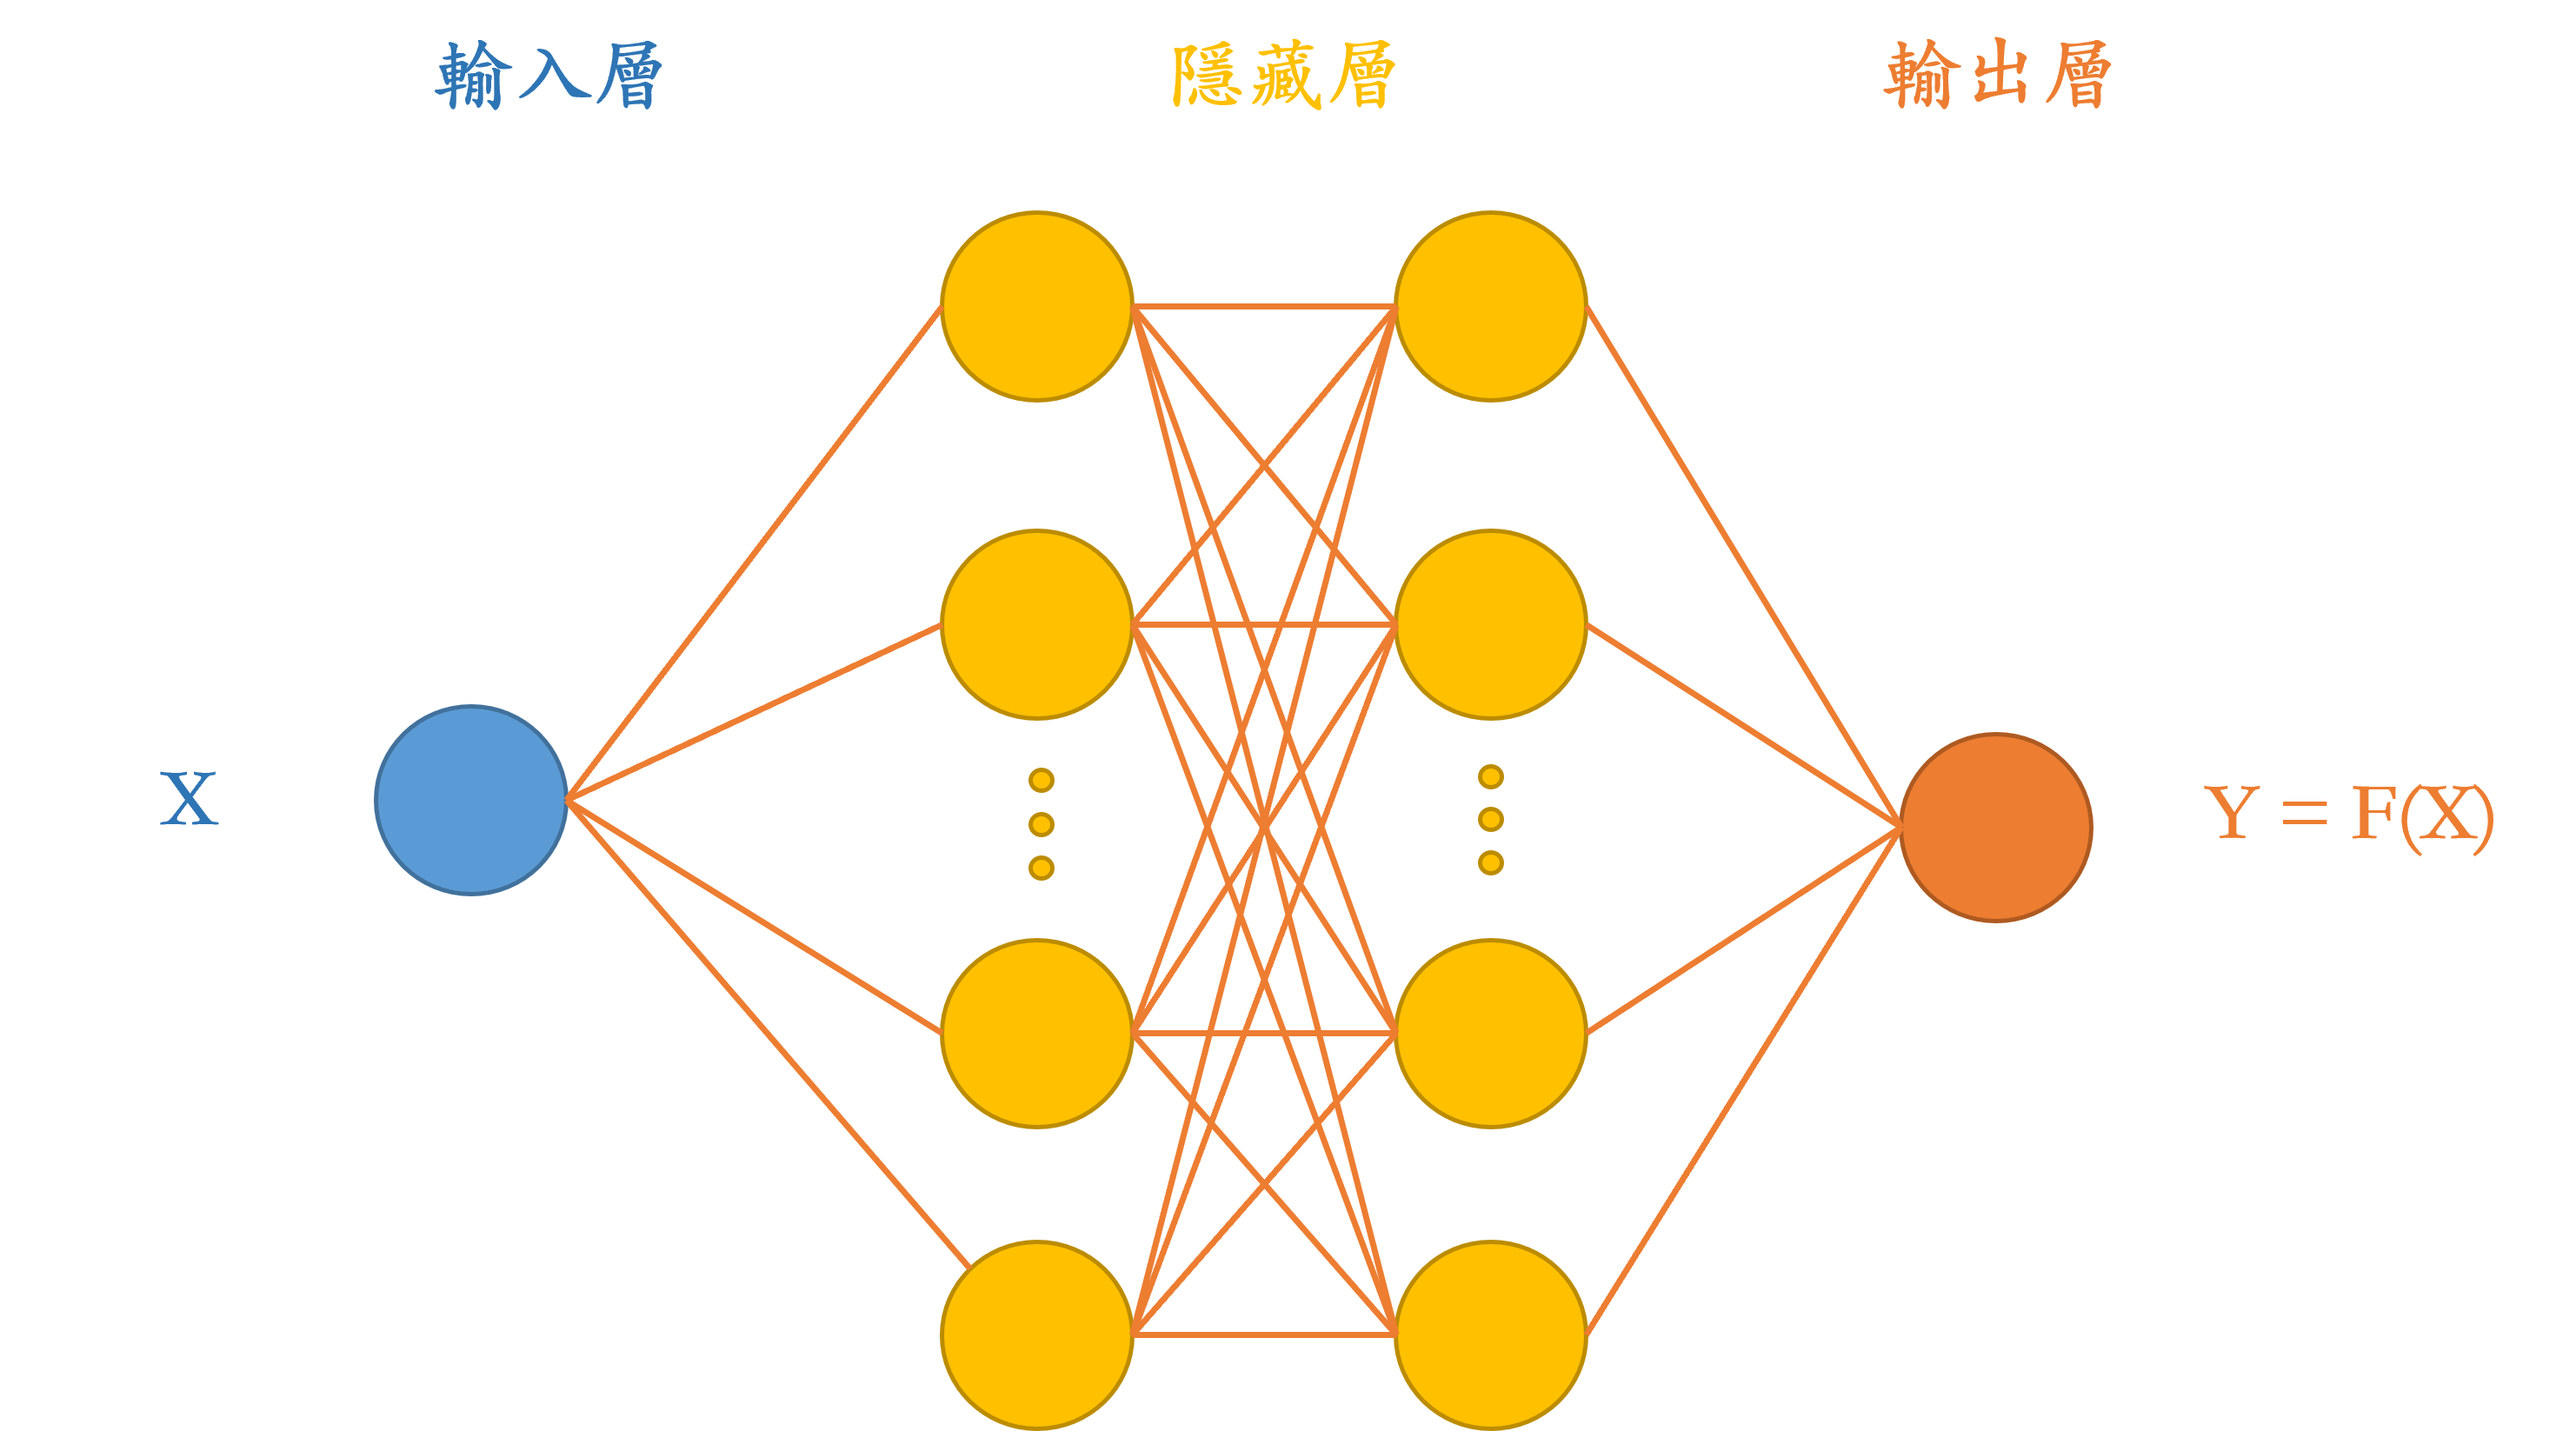 輸入層
隱藏層
輸出層
X
Y = F(X)